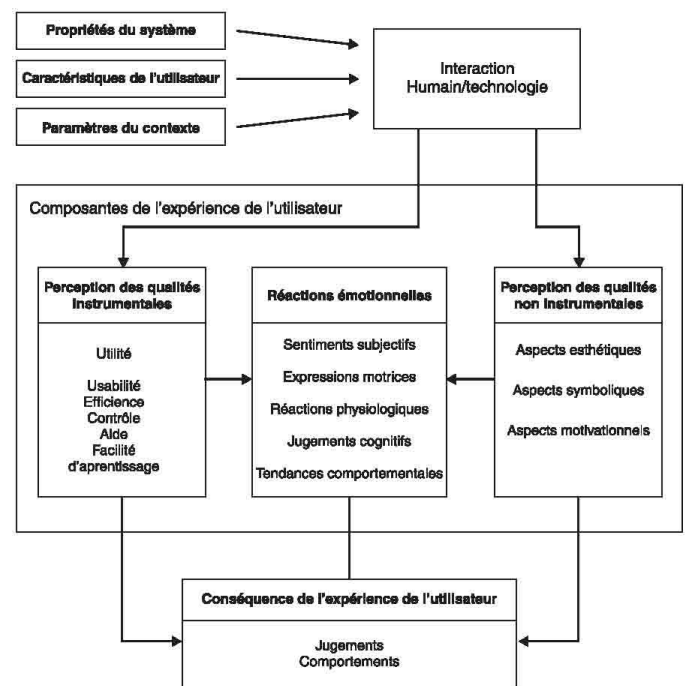 Propriétés du système
Caractéristiques de l'utilisateur
Paramètres du contexte
Interaction
Humain/technologie
Composantes de l'expérience de l'utilisateur
Perception des qualités
instrumentales
Utilité
Usabilité
Efficience
Contrôle
Aide
Facilité
d'aprentissage
Réactions émotionnelles
Sentiments subjectifs
Expressions motrices
Réactions physiologiques
Jugements cognitifs
Tendances comportementales
Perception des qualités
non instrumentales
Aspects esthétiques
Aspects symboliques
Aspects motivationnels
Conséquence de l'expérience de l'utilisateur
Jugements
Comportements